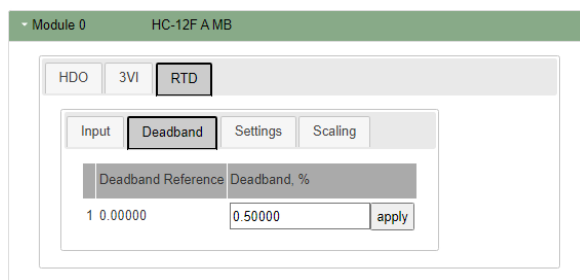 Module 0 HC-12F A MB
HDO 3VI RTD
Input Deadband Settings Scaling
Deadband Reference Deadband, %
1 0.00000 0.50000 apply